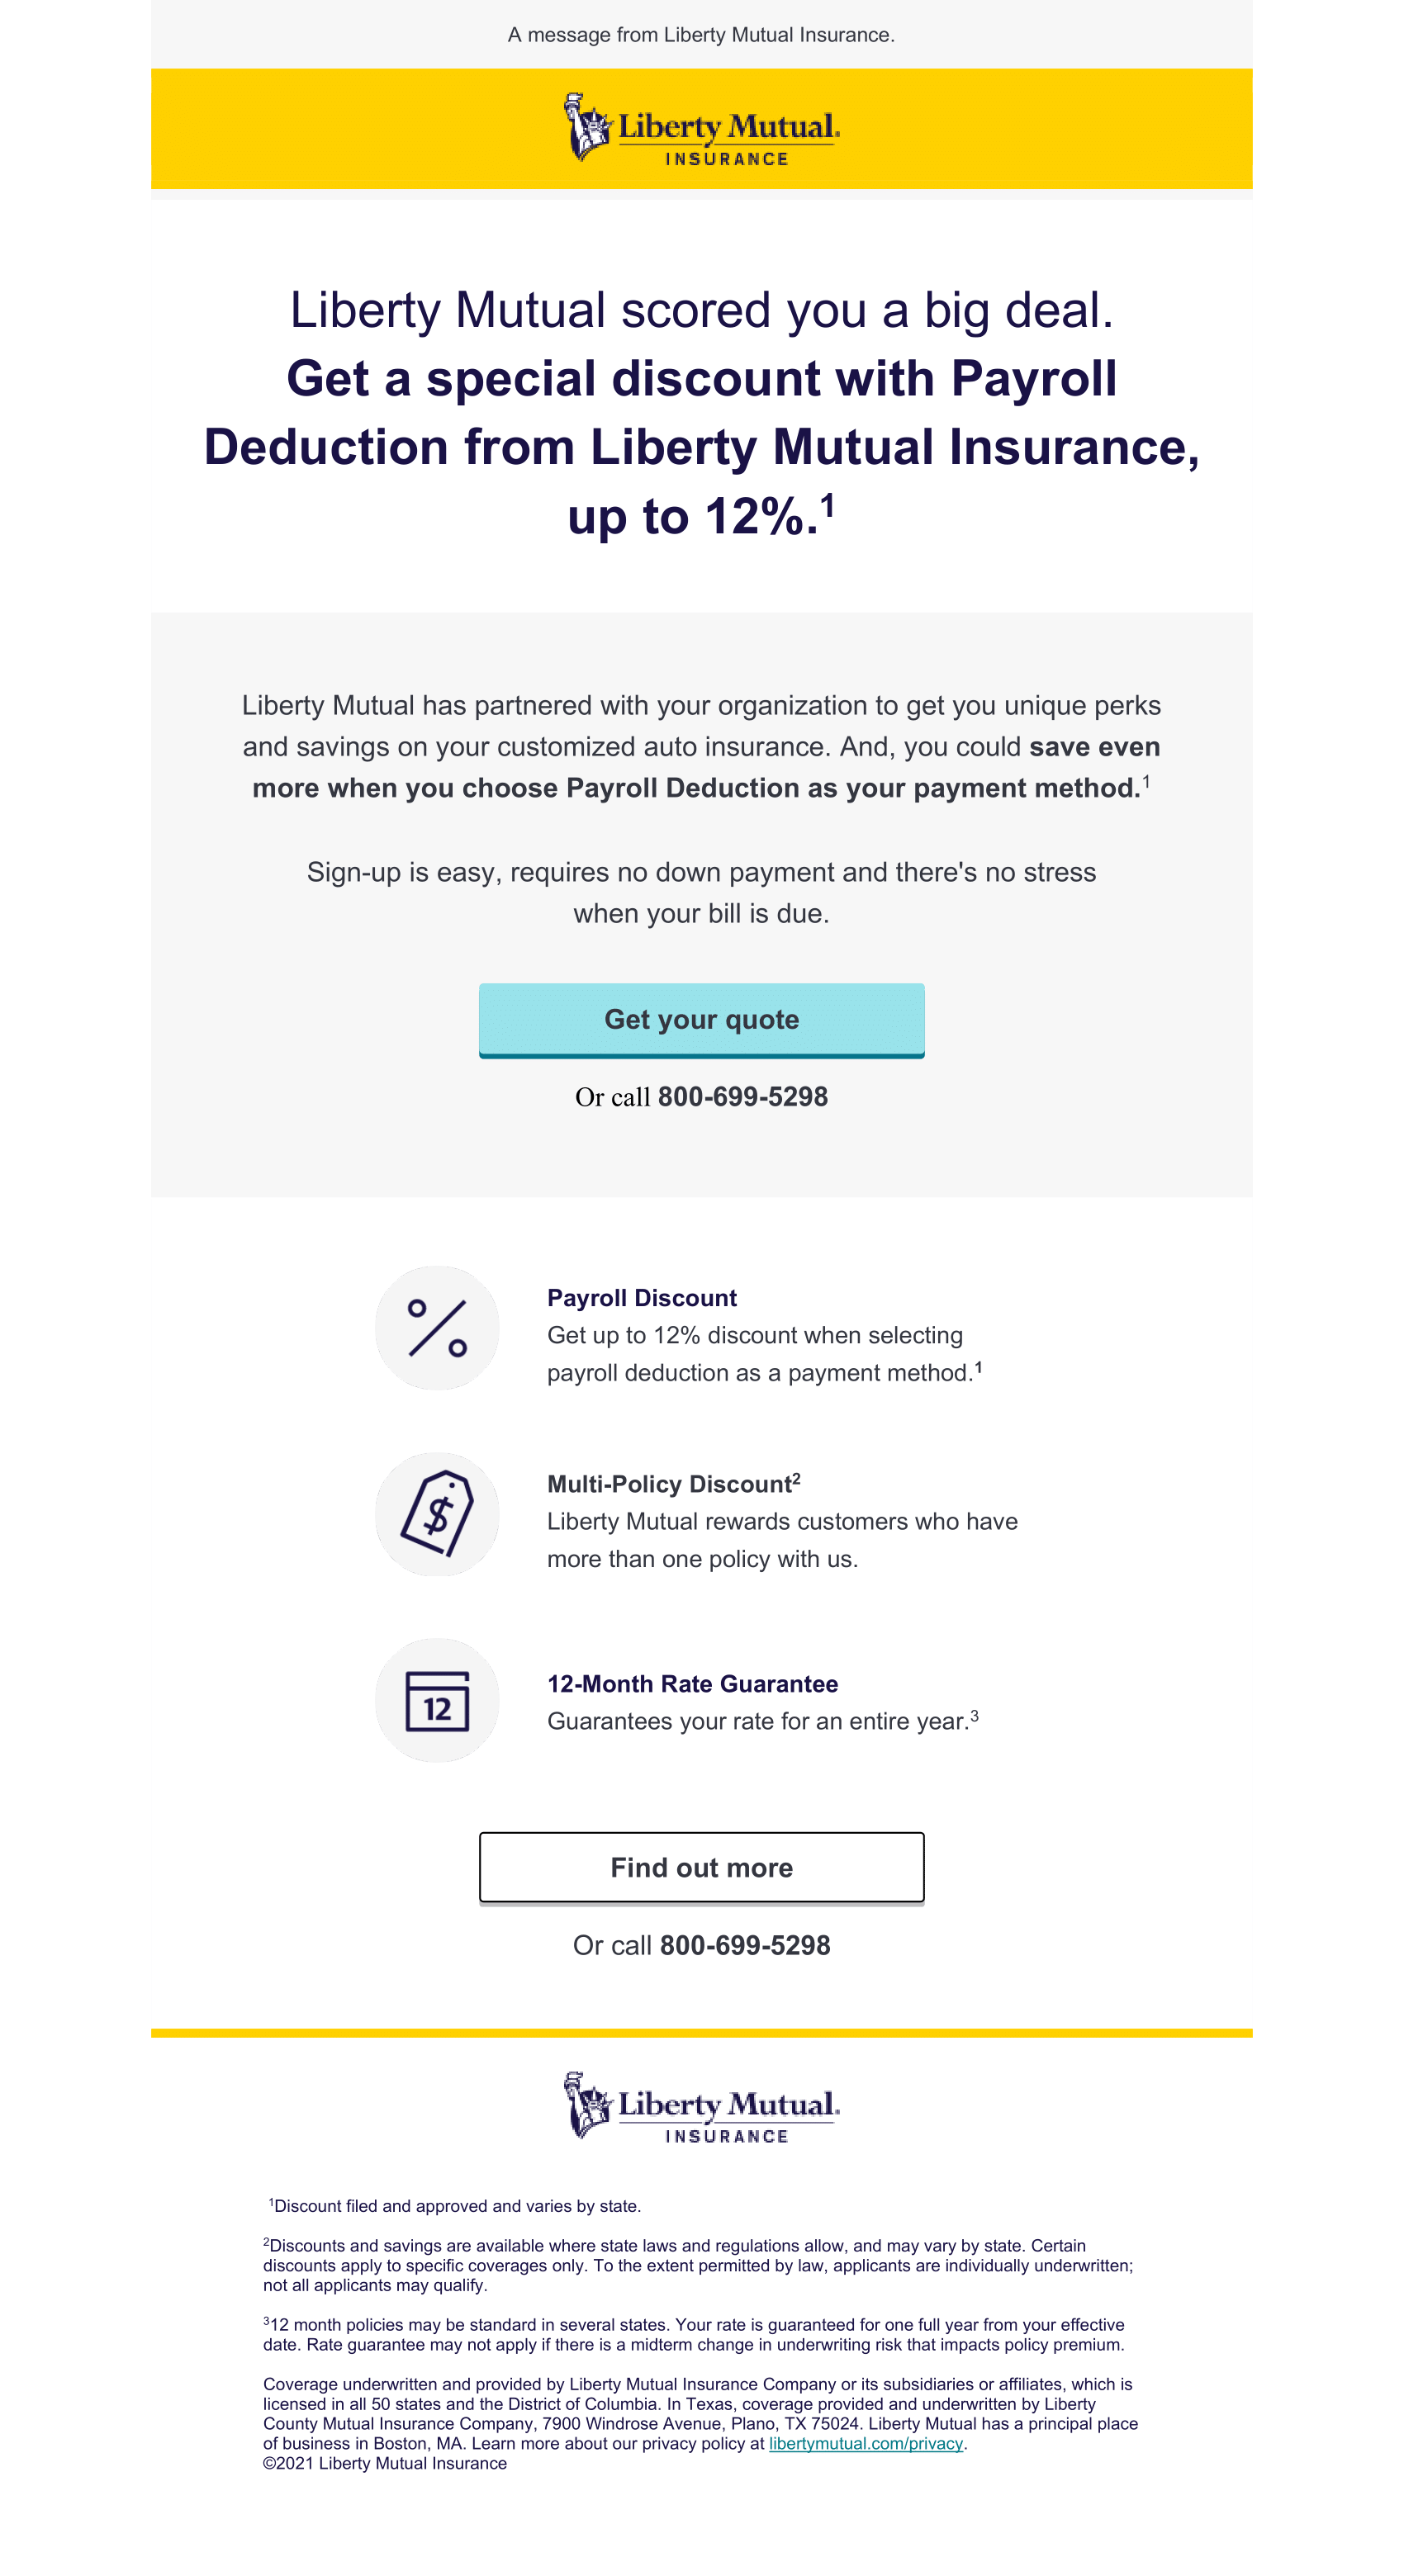 A message from Liberty Mutual Insurance.
Liberty Mutual.
INSURANCE
Liberty Mutual scored you a big deal.
Get a special discount with Payroll
Deduction from Liberty Mutual Insurance,
up to 12%.¹
Liberty Mutual has partnered with your organization to get you unique perks
and savings on your customized auto insurance. And, you could save even
more when you choose Payroll Deduction as your payment method.¹
Sign-up is easy, requires no down payment and there's no stress
when your bill is due.
Get your quote
Or call 800-699-5298
Payroll Discount
Get up to 12% discount when selecting
payroll deduction as a payment method.¹
Multi-Policy Discount²
Liberty Mutual rewards customers who have
more than one policy with us.
12
12-Month Rate Guarantee
Guarantees your rate for an entire year.³
Find out more
Or call 800-699-5298
Liberty Mutual.
INSURANCE
¹Discount filed and approved and varies by state.
²Discounts and savings are available where state laws and regulations allow, and may vary by state. Certain
discounts apply to specific coverages only. To the extent permitted by law, applicants are individually underwritten;
not all applicants may qualify.
³12 month policies may be standard in several states. Your rate is guaranteed for one full year from your effective
date. Rate guarantee may not apply if there is a midterm change in underwriting risk that impacts policy premium.
Coverage underwritten and provided by Liberty Mutual Insurance Company or its subsidiaries or affiliates, which is
licensed in all 50 states and the District of Columbia. In Texas, coverage provided and underwritten by Liberty
County Mutual Insurance Company, 7900 Windrose Avenue, Plano, TX 75024. Liberty Mutual has a principal place
of business in Boston, MA. Learn more about our privacy policy at libertymutual.com/privacy.
©2021 Liberty Mutual Insurance